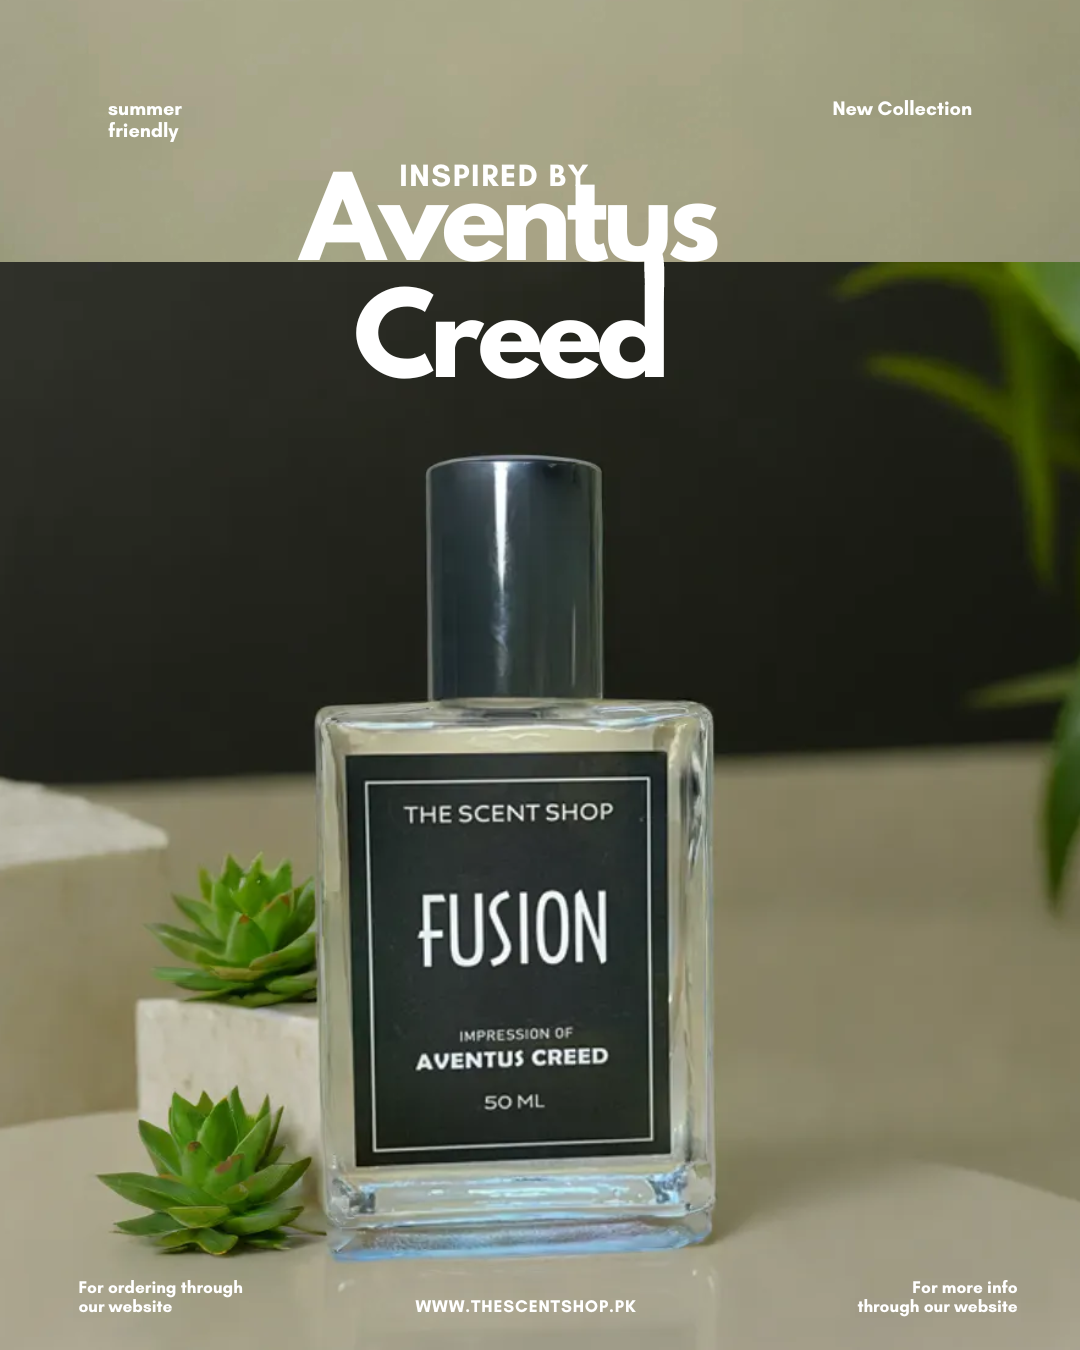 summer
friendly
New Collection
INSPIRED BY
Aventus
Creed
THE SCENT SHOP
FUSION
IMPRESSION OF
AVENTUS CREED
50 ML
For ordering through
our website
WWW.THESCENTSHOP.PK
For more info
through our website